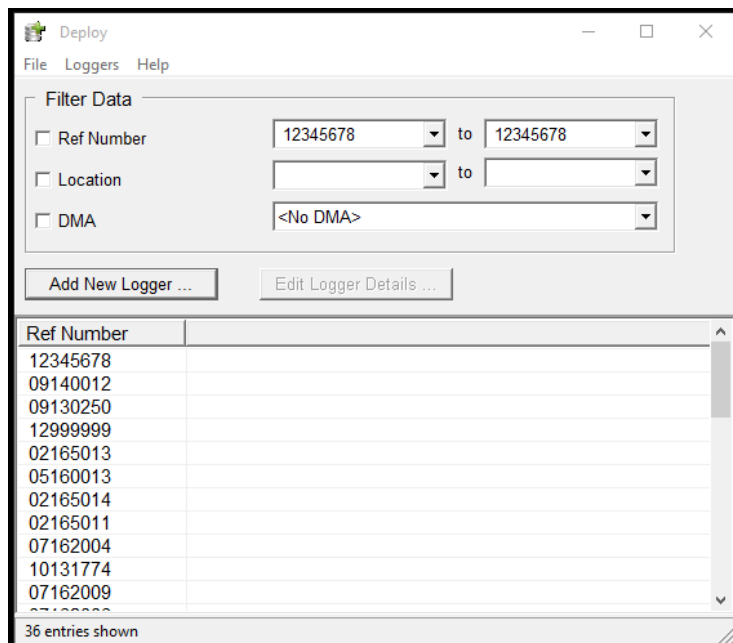 Deploy
File Loggers Help
Filter Data
Ref Number 12345678 to 12345678
Location to
DMA <No DMA>
Add New Logger ... Edit Logger Details ...
Ref Number
12345678
09140012
09130250
12999999
02165013
05160013
02165014
02165011
07162004
10131774
07162009
36 entries shown